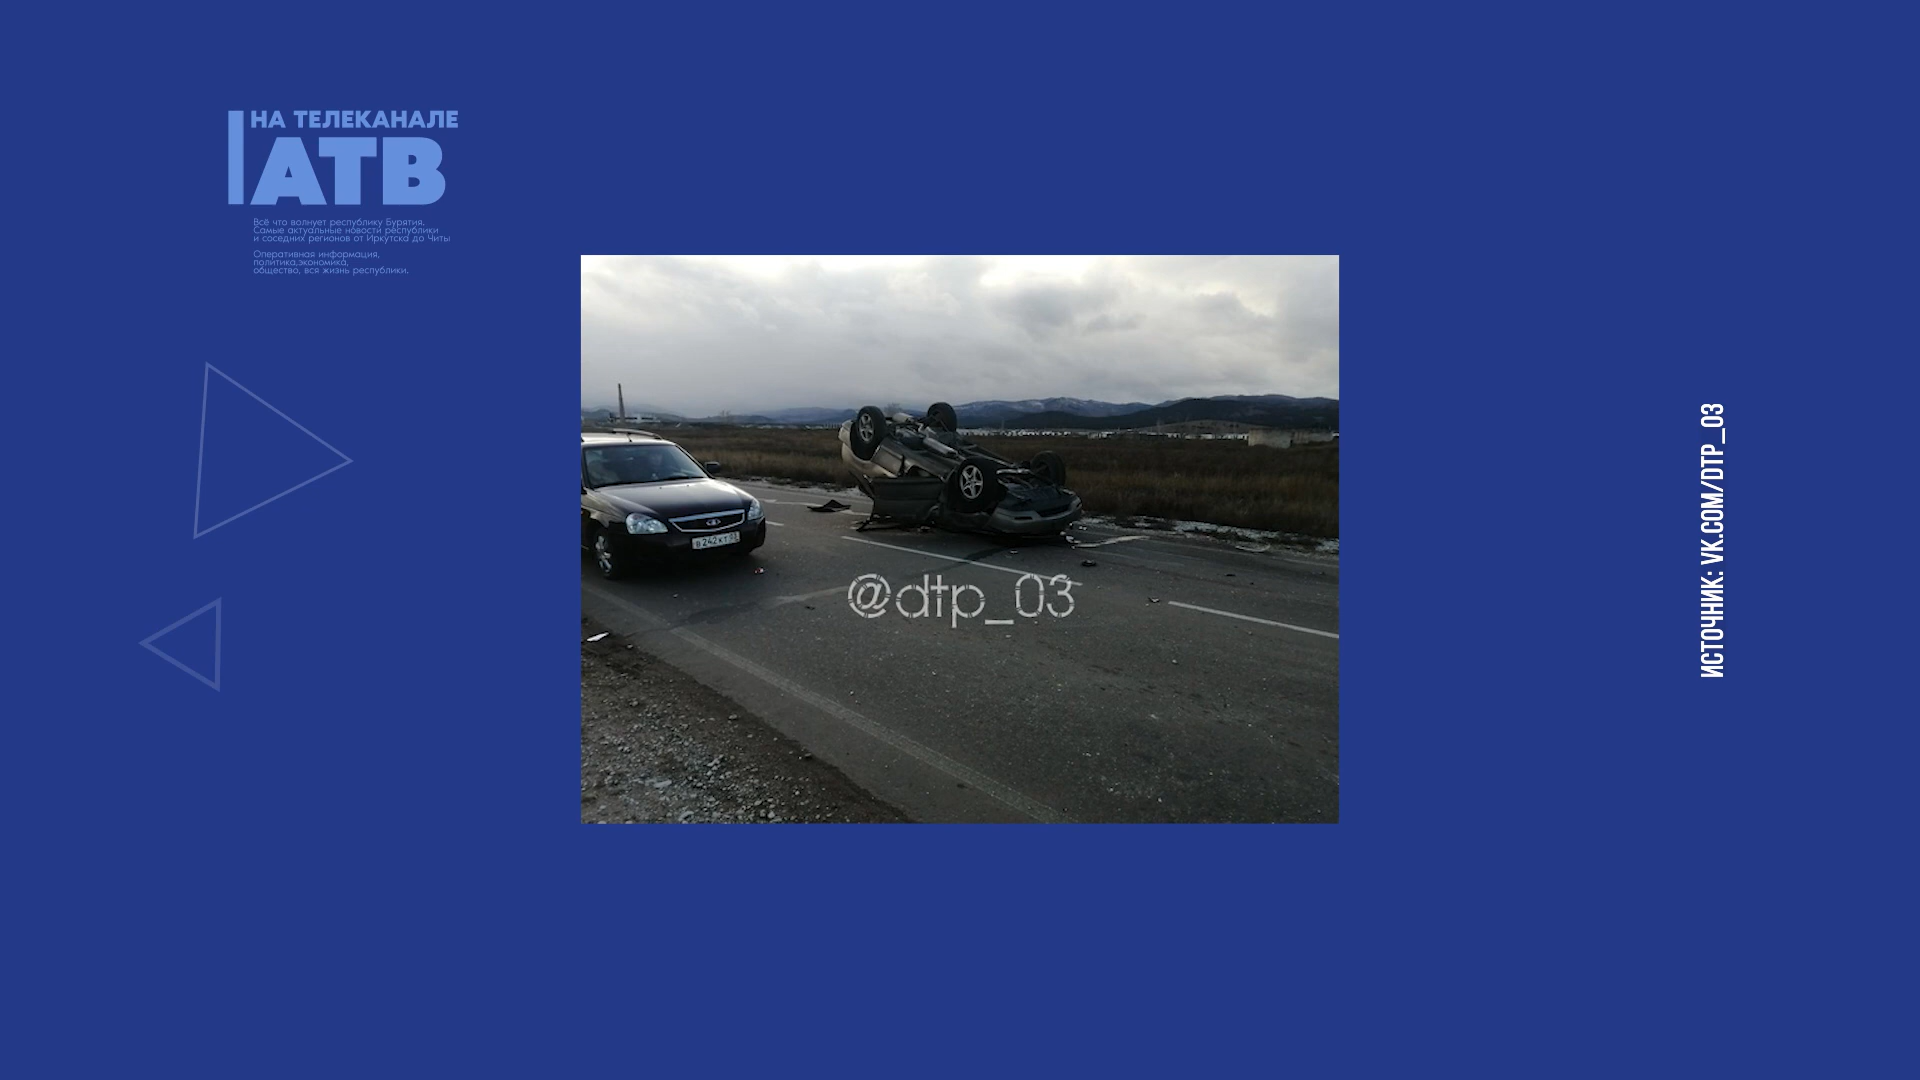 НА ТЕЛЕКАНАЛЕ
АТВ
Всё что волнует республику Бурятия.
Самые актуальные новости республики
и соседних регионов от Иркутска до Читы
Оперативная информация,
политика,экономика,
общество, вся жизнь республики.
В242КТ03
@dtp_03
ИСТОЧНИК: VK.COM/DTP_03